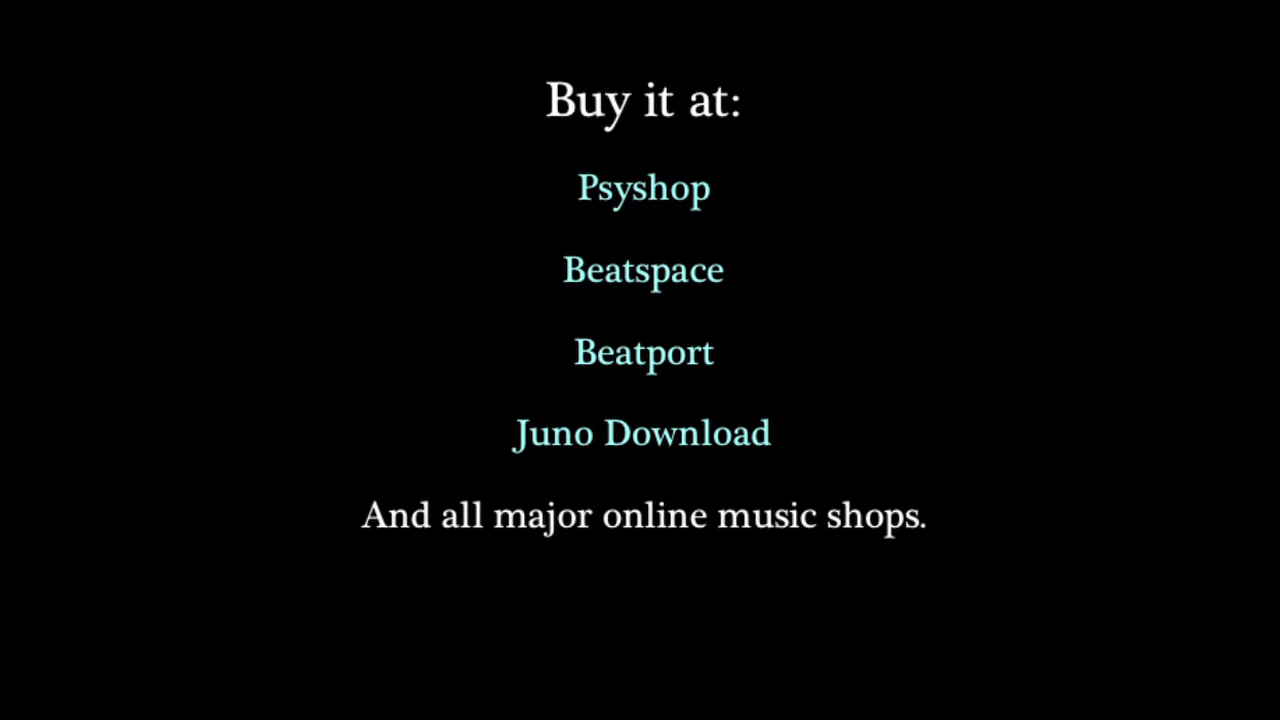 Buy it at:
Psyshop
Beatspace
Beatport
Juno Download
And all major online music shops.